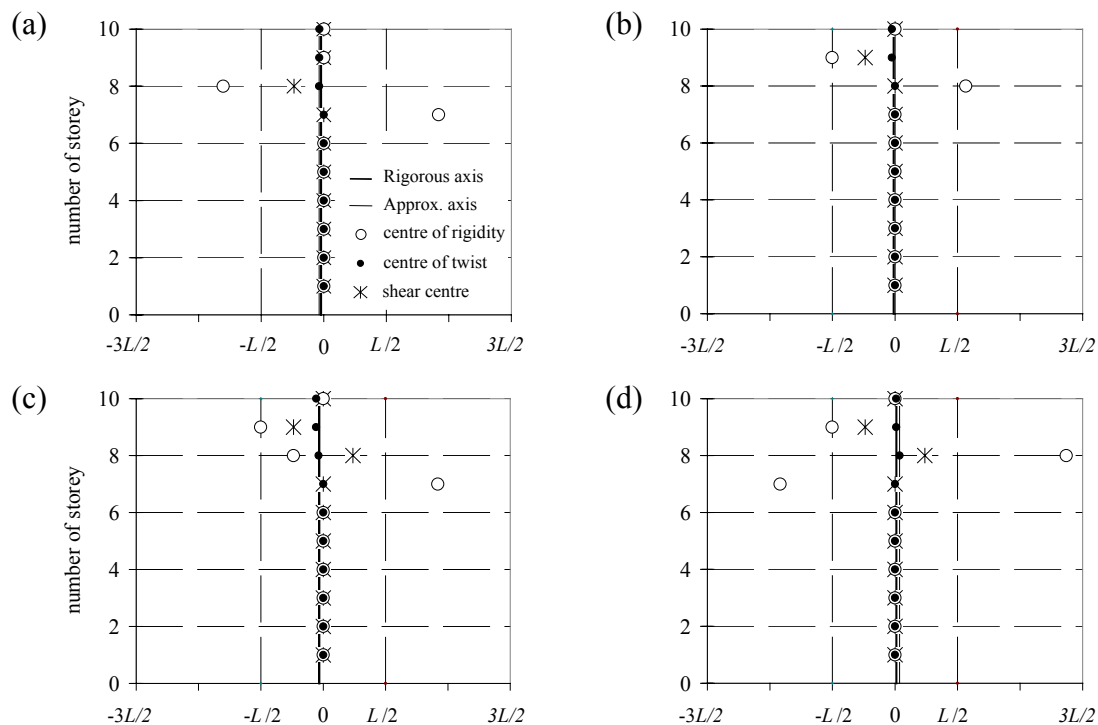 (a)
10
8
6
4
2
0
number of storey
Rigorous axis
Approx. axis
centre of rigidity
centre of twist
shear centre
-3L/2
-L /2
0
L /2
3L/2
(b)
10
8
6
4
2
0
-3L/2
-L /2
0
L /2
3L/2
(c)
10
8
6
4
2
0
number of storey
-3L/2
-L /2
0
L /2
3L/2
(d)
10
8
6
4
2
0
-3L/2
-L /2
0
L /2
3L/2